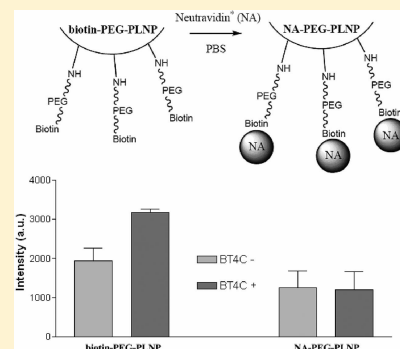 biotin-PEG-PLNP
Neutravidin* (NA)
PBS
NA-PEG-PLNP
NH
NH
NH
PEG
PEG
PEG
Biotin
Biotin
Biotin
NH
NH
NH
PEG
PEG
PEG
Biotin
Biotin
Biotin
NA
NA
NA
4000
3000
2000
1000
0
Intensity (a.u.)
BT4C -
BT4C +
biotin-PEG-PLNP
NA-PEG-PLNP